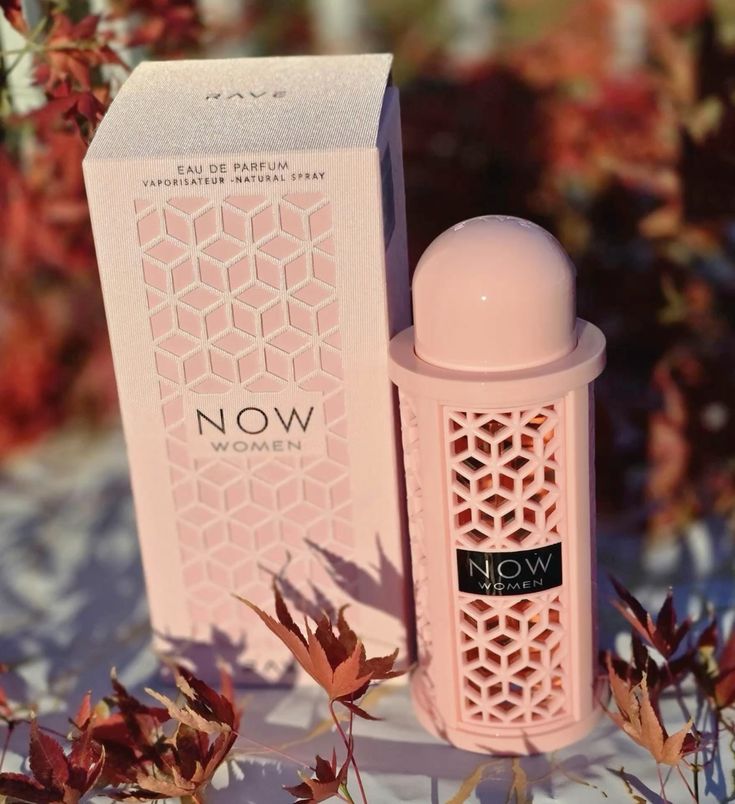 RAVE
EAU DE PARFUM
VAPORISATEUR - NATURAL SPRAY
NOW
WOMEN
NOW
WOMEN